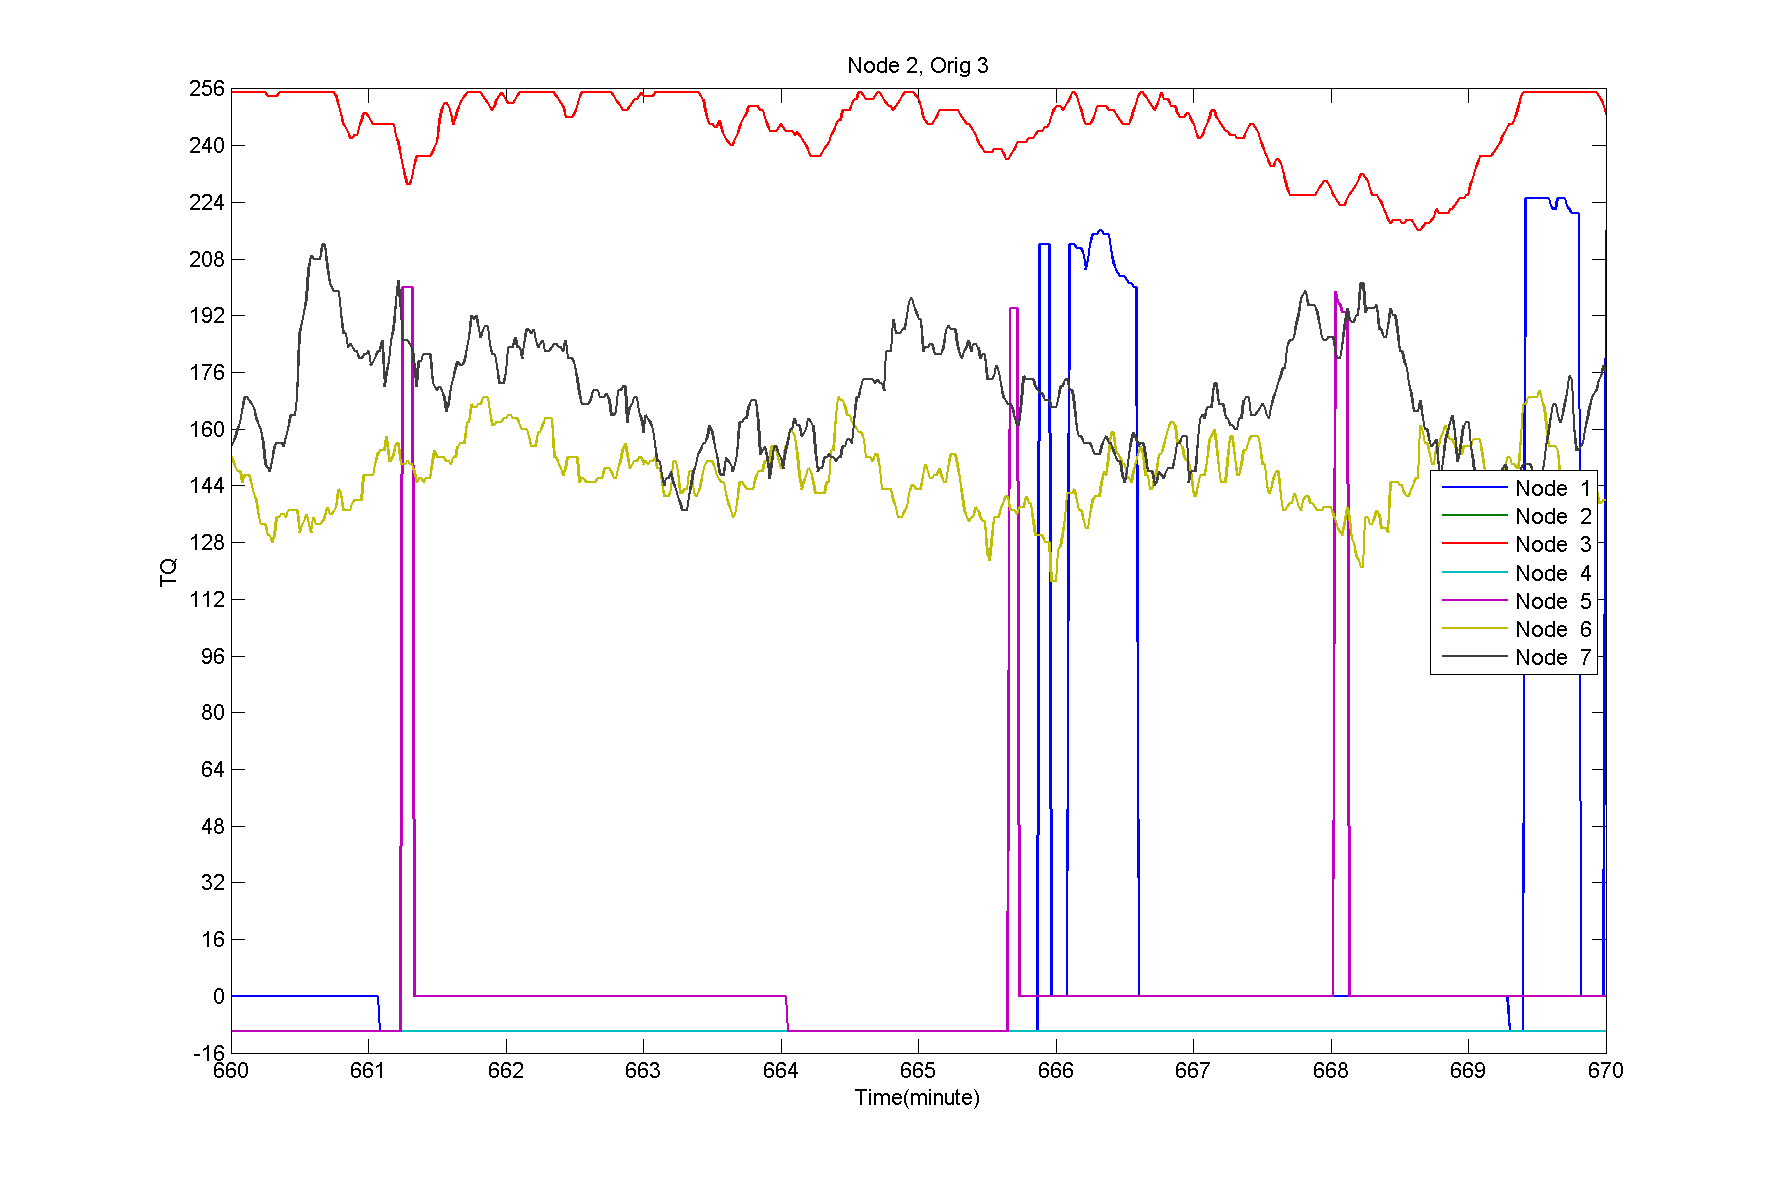 Node 2, Orig 3
256
240
224
208
192
176
160
144
128
112
96
80
64
48
32
16
0
-16
TQ
Node 1
Node 2
Node 3
Node 4
Node 5
Node 6
Node 7
660 661 662 663 664 665 666 667 668 669 670
Time(minute)